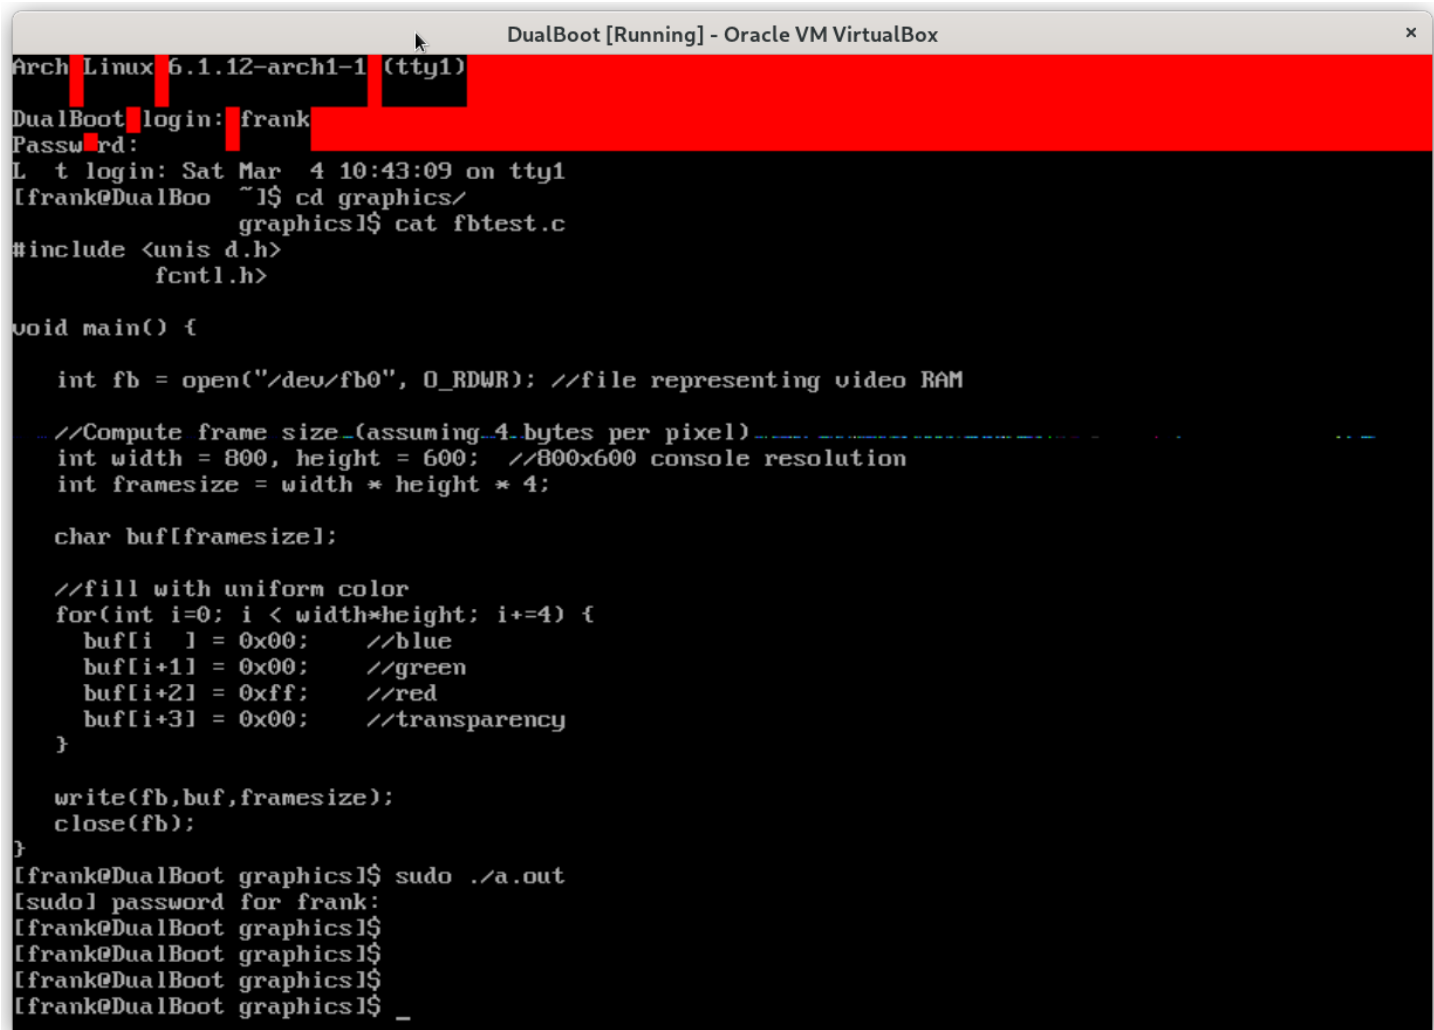 DualBoot [Running] - Oracle VM VirtualBox ×
Arch Linux 6.1.12-arch1-1 (tty1)

DualBoot login: frank
Passw rd:
L  t login: Sat Mar  4 10:43:09 on tty1
[frank@DualBoo  ~]$ cd graphics/
                graphics]$ cat fbtest.c
#include <unis d.h>
          fcntl.h>

void main() {

   int fb = open("/dev/fb0", O_RDWR); //file representing video RAM

   //Compute frame size (assuming 4 bytes per pixel)
   int width = 800, height = 600;  //800x600 console resolution
   int framesize = width * height * 4;

   char buf[framesize];

   //fill with uniform color
   for(int i=0; i < width*height; i+=4) {
     buf[i  ] = 0x00;    //blue
     buf[i+1] = 0x00;    //green
     buf[i+2] = 0xff;    //red
     buf[i+3] = 0x00;    //transparency
   }

   write(fb,buf,framesize);
   close(fb);
}
[frank@DualBoot graphics]$ sudo ./a.out
[sudo] password for frank:
[frank@DualBoot graphics]$
[frank@DualBoot graphics]$
[frank@DualBoot graphics]$
[frank@DualBoot graphics]$ _